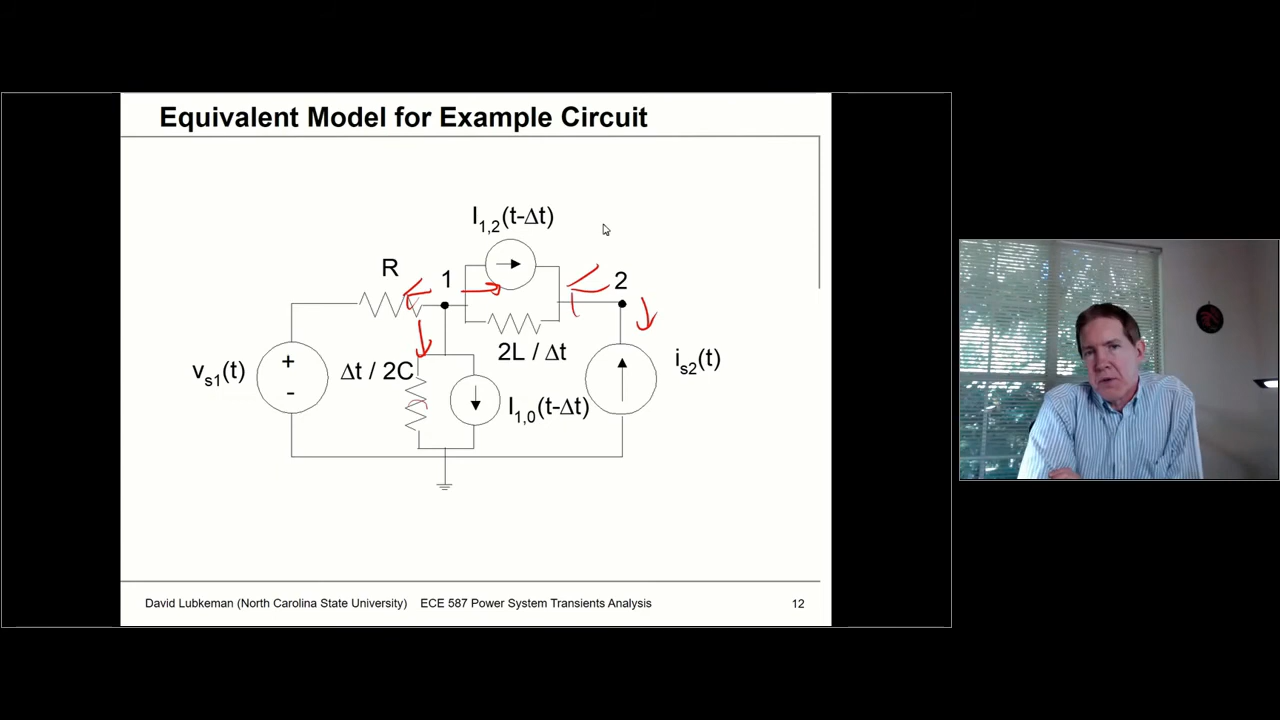 Equivalent Model for Example Circuit
I1,2(t-Δt)
R
1
2
2L / Δt
vs1(t)
+
-
Δt / 2C
I1,0(t-Δt)
is2(t)
David Lubkeman (North Carolina State University) ECE 587 Power System Transients Analysis 12